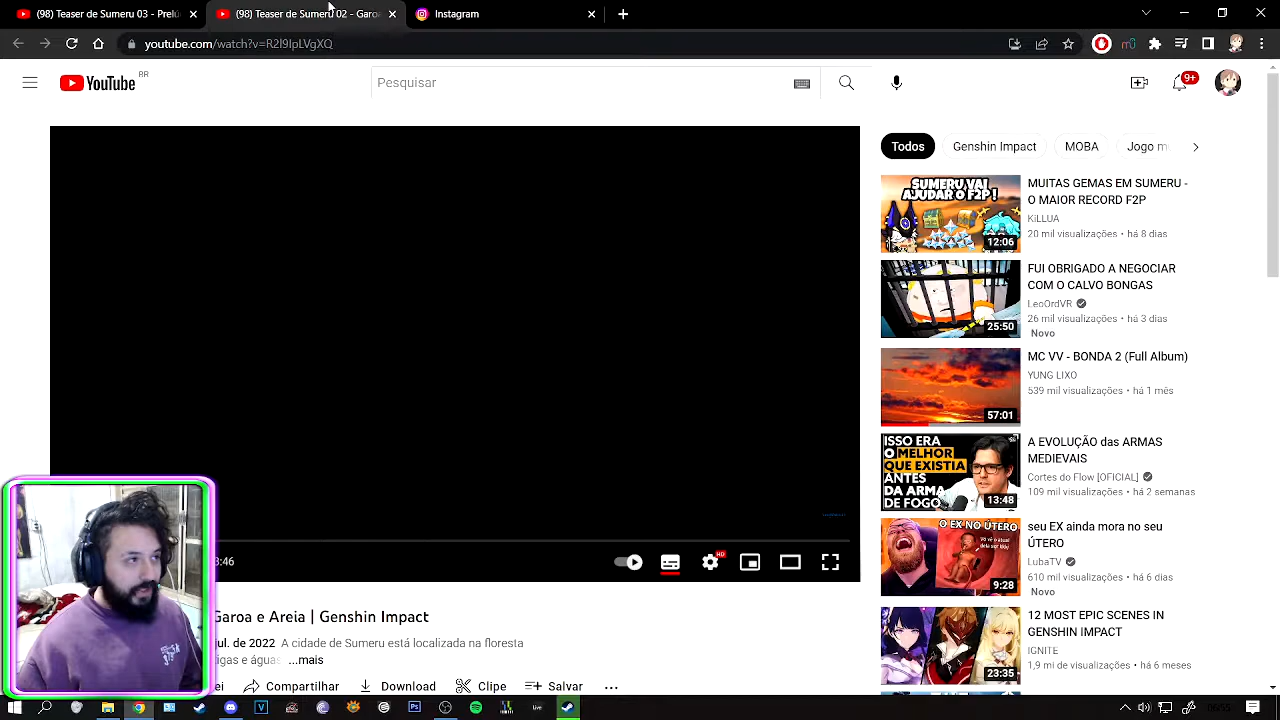 (98) Teaser de Sumeru 03 - Prelú
(98) Teaser de Sumeru 02 - Garoa
Instagram
youtube.com/watch?v=R2I9IpLVgXQ
YouTube
BR
Pesquisar
9+
Todos
Genshin Impact
MOBA
Jogo m
SUMERU VAI
AJUDAR O F2P !
12:06
MUITAS GEMAS EM SUMERU -
O MAIOR RECORD F2P
KiLLUA
20 mil visualizações • há 8 dias
25:50
FUI OBRIGADO A NEGOCIAR
COM O CALVO BONGAS
LeoOrdVR
26 mil visualizações • há 3 dias
Novo
57:01
MC VV - BONDA 2 (Full Album)
YUNG LIXO
539 mil visualizações • há 1 mês
ISSO ERA
O MELHOR
QUE EXISTIA
ANTES
DA ARMA
DE FOGO
13:48
A EVOLUÇÃO das ARMAS
MEDIEVAIS
Cortes do Flow [OFICIAL]
109 mil visualizações • há 2 semanas
O EX NO ÚTERO
9:28
seu EX ainda mora no seu
ÚTERO
LubaTV
610 mil visualizações • há 6 dias
Novo
23:35
12 MOST EPIC SCENES IN
GENSHIN IMPACT
IGNITE
1,9 mi de visualizações • há 6 meses
3:46
HD
Garoa e Areia | Genshin Impact
jul. de 2022 A cidade de Sumeru está localizada na floresta
igas e águas ...mais
ei
Compartilhar
Download
Clipe
Salvar